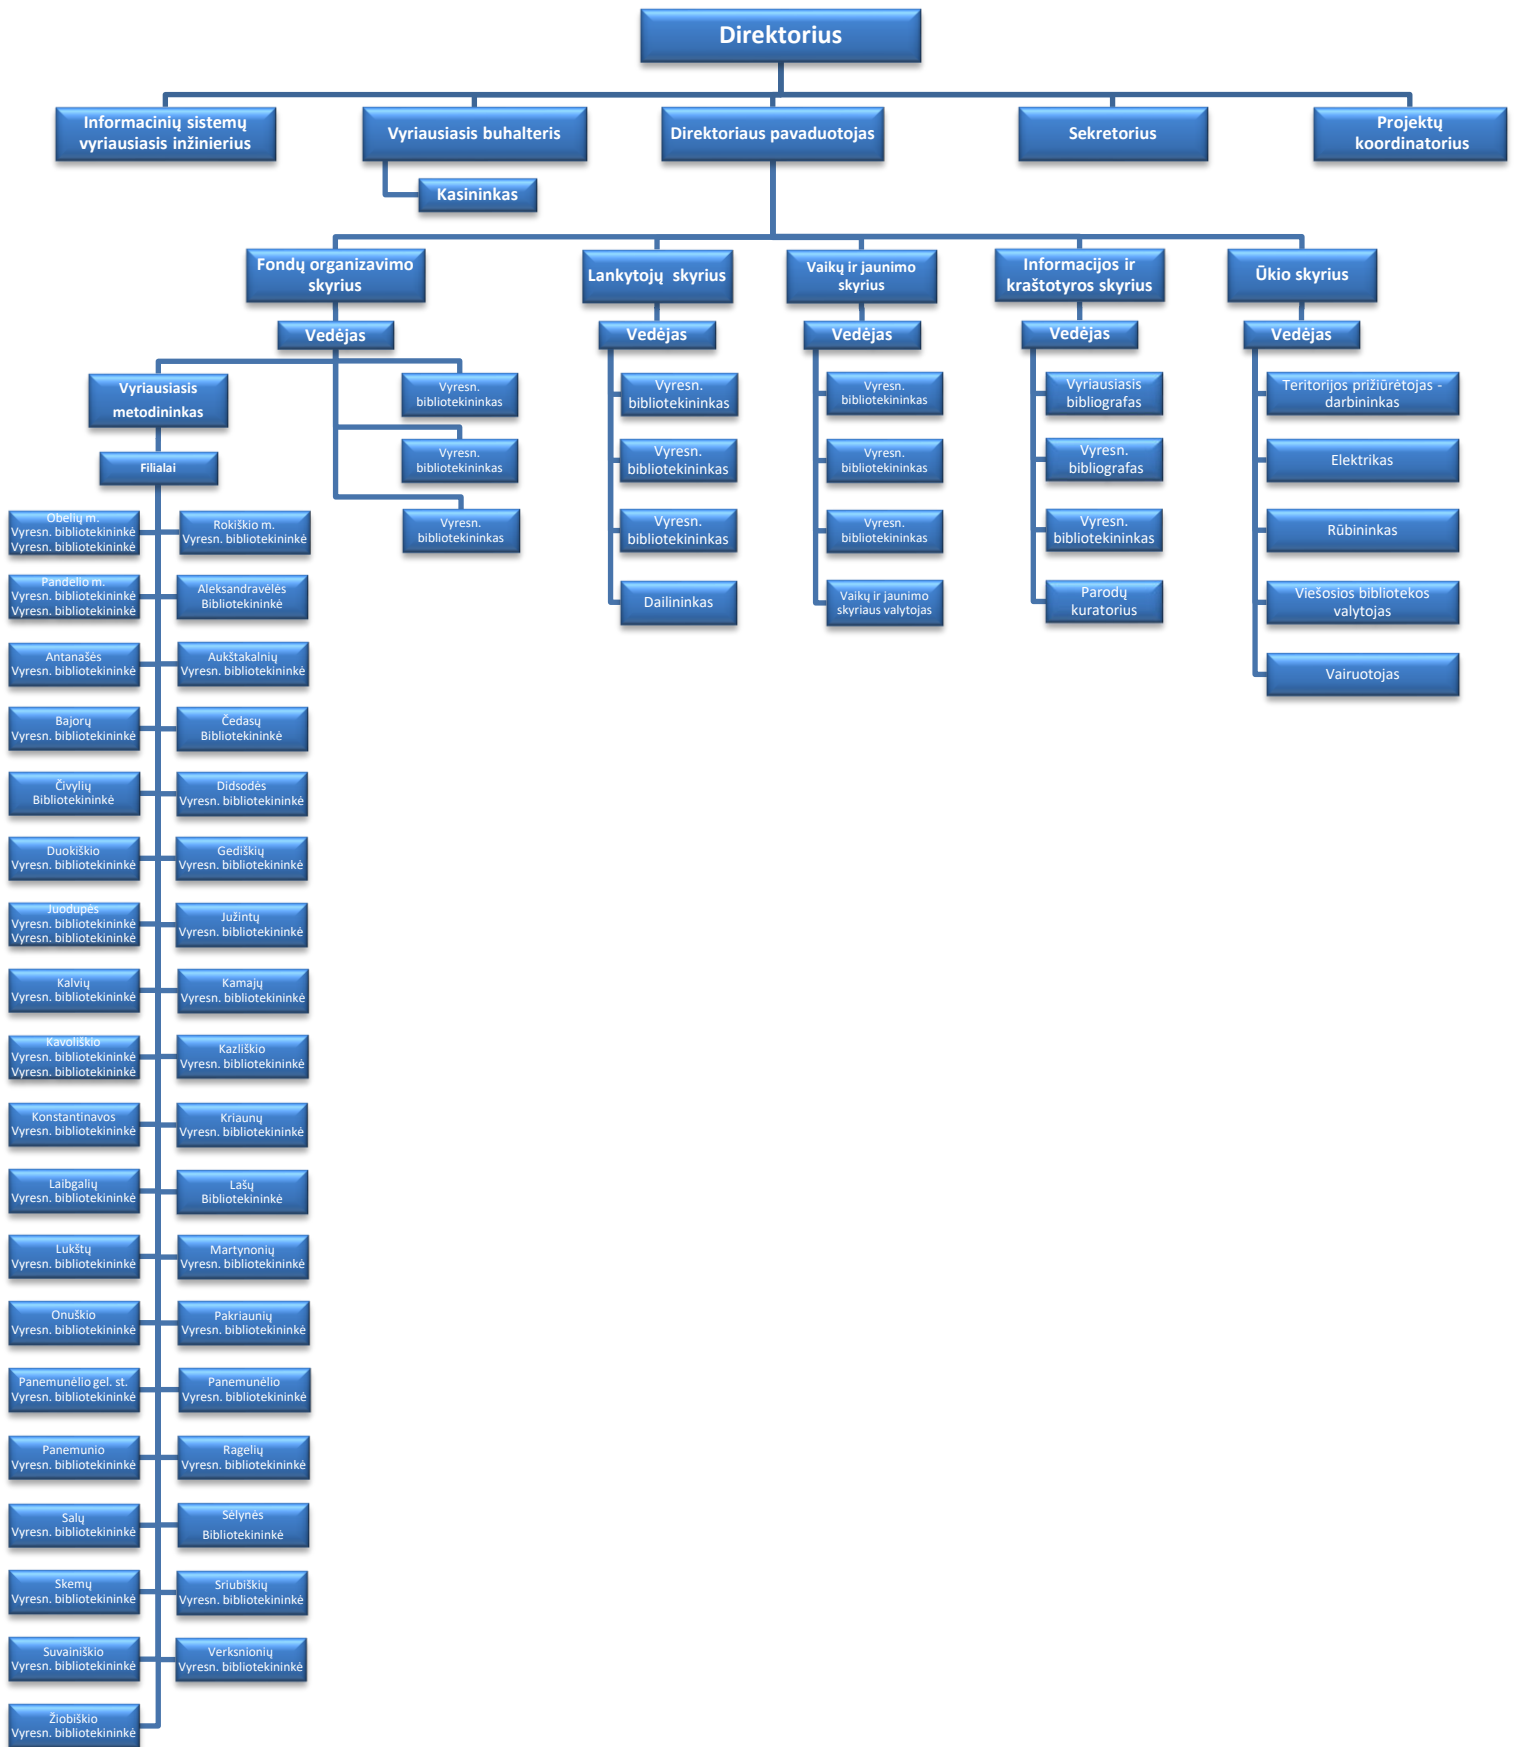 Direktorius
Informacinių sistemų
vyriausiasis inžinierius
Vyriausiasis buhalteris
Direktoriaus pavaduotojas
Sekretorius
Projektų
koordinatorius
Kasininkas
Fondų organizavimo
skyrius
Lankytojų skyrius
Vaikų ir jaunimo
skyrius
Informacijos ir
kraštotyros skyrius
Ūkio skyrius
Vedėjas
Vedėjas
Vedėjas
Vedėjas
Vedėjas
Vyriausiasis
metodininkas
Filialai
Vyresn.
bibliotekininkas
Vyresn.
bibliotekininkas
Vyresn.
bibliotekininkas
Vyresn.
bibliotekininkas
Vyresn.
bibliotekininkas
Vyresn.
bibliotekininkas
Dailininkas
Vyresn.
bibliotekininkas
Vyresn.
bibliotekininkas
Vyresn.
bibliotekininkas
Vaikų ir jaunimo
skyriaus valytojas
Vyriausiasis
bibliografas
Vyresn.
bibliografas
Vyresn.
bibliotekininkas
Parodų
kuratorius
Teritorijos prižiūrėtojas -
darbininkas
Elektrikas
Rūbininkas
Viešosios bibliotekos
valytojas
Vairuotojas
Obelių m.
Vyresn. bibliotekininkė
Vyresn. bibliotekininkė
Rokiškio m.
Vyresn. bibliotekininkė
Pandelio m.
Vyresn. bibliotekininkė
Vyresn. bibliotekininkė
Aleksandravėlės
Bibliotekininkė
Antanašės
Vyresn. bibliotekininkė
Aukštakalnių
Vyresn. bibliotekininkė
Bajorų
Vyresn. bibliotekininkė
Čedasų
Bibliotekininkė
Čivylių
Bibliotekininkė
Didsodės
Vyresn. bibliotekininkė
Duokiškio
Vyresn. bibliotekininkė
Gediškių
Vyresn. bibliotekininkė
Juodupės
Vyresn. bibliotekininkė
Vyresn. bibliotekininkė
Južintų
Vyresn. bibliotekininkė
Kalvių
Vyresn. bibliotekininkė
Kamajų
Vyresn. bibliotekininkė
Kavoliškio
Vyresn. bibliotekininkė
Vyresn. bibliotekininkė
Kazliškio
Vyresn. bibliotekininkė
Konstantinavos
Vyresn. bibliotekininkė
Kriaunų
Vyresn. bibliotekininkė
Laibgalių
Vyresn. bibliotekininkė
Lašų
Bibliotekininkė
Lukštų
Vyresn. bibliotekininkė
Martynonių
Vyresn. bibliotekininkė
Onuškio
Vyresn. bibliotekininkė
Pakriaunių
Vyresn. bibliotekininkė
Panemunėlio gel. st.
Vyresn. bibliotekininkė
Panemunėlio
Vyresn. bibliotekininkė
Panemunio
Vyresn. bibliotekininkė
Ragelių
Vyresn. bibliotekininkė
Salų
Vyresn. bibliotekininkė
Sėlynės
Bibliotekininkė
Skemų
Vyresn. bibliotekininkė
Sriubiškių
Vyresn. bibliotekininkė
Suvainiškio
Vyresn. bibliotekininkė
Verksnionių
Vyresn. bibliotekininkė
Žiobiškio
Vyresn. bibliotekininkė